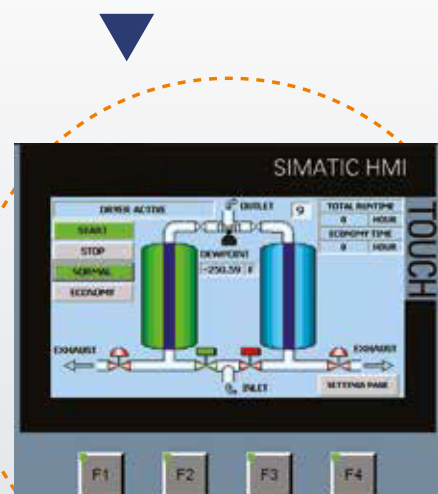 SIMATIC HMI
TOUCH
DRYER ACTIVE
OUTLET
9
TOTAL RUNTIME
0 HOUR
ECONOMY TIME
0 HOUR
START
STOP
NORMAL
ECONOMY
DEWPOINT
-250.59
EXHAUST
EXHAUST
INLET
SETTINGS PAGE
F1
F2
F3
F4